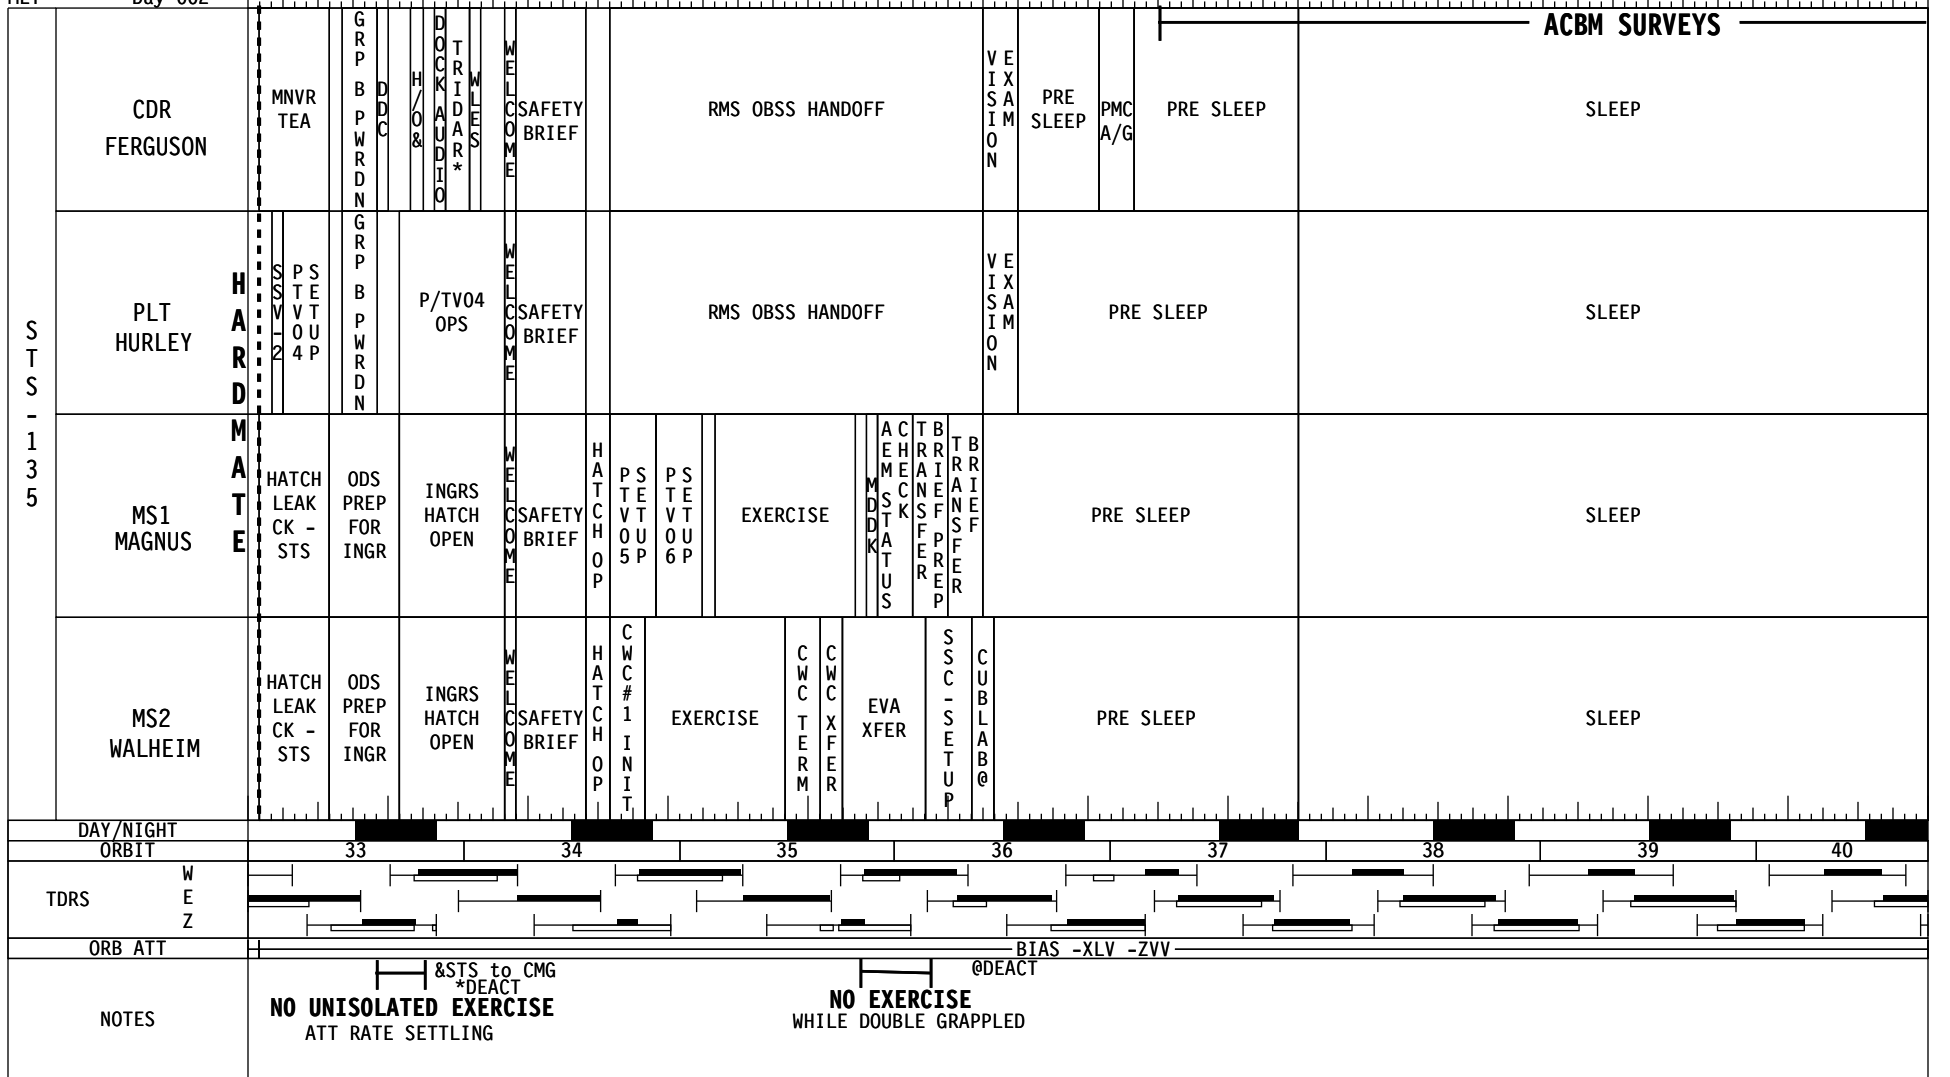 MET Day 002
ACBM SURVEYS
STS-135
HARDMATE
CDR
FERGUSON
MNVR
TEA
GRP B PWRDN
DDC
H/O&
DOCK AUDIO
TRIDAR*
WLES
WELCOME
SAFETY
BRIEF
RMS OBSS HANDOFF
VISION
EXAM
PRE
SLEEP
PMC
A/G
PRE SLEEP
SLEEP
PLT
HURLEY
SSV-2
PTV04
SETUP
GRP B PWRDN
P/TV04
OPS
WELCOME
SAFETY
BRIEF
RMS OBSS HANDOFF
VISION
EXAM
PRE SLEEP
SLEEP
MS1
MAGNUS
HATCH
LEAK
CK -
STS
ODS
PREP
FOR
INGR
INGRS
HATCH
OPEN
WELCOME
SAFETY
BRIEF
HATCH OP
PTV05
SETUP
PTV06
SETUP
EXERCISE
MDDK
AEM STATUS
CHECK
TRANSFER
BRIEF PREP
TRANSFER
BRIEF
PRE SLEEP
SLEEP
MS2
WALHEIM
HATCH
LEAK
CK -
STS
ODS
PREP
FOR
INGR
INGRS
HATCH
OPEN
WELCOME
SAFETY
BRIEF
HATCH OP
CWC#1 INIT
EXERCISE
CWC TERM
CWC XFER
EVA
XFER
SSC-SETUP
CUBLAB@
PRE SLEEP
SLEEP
DAY/NIGHT
ORBIT 33 34 35 36 37 38 39 40
TDRS
W
E
Z
ORB ATT BIAS -XLV -ZVV
NOTES
&STS to CMG
*DEACT
NO UNISOLATED EXERCISE
ATT RATE SETTLING
@DEACT
NO EXERCISE
WHILE DOUBLE GRAPPLED